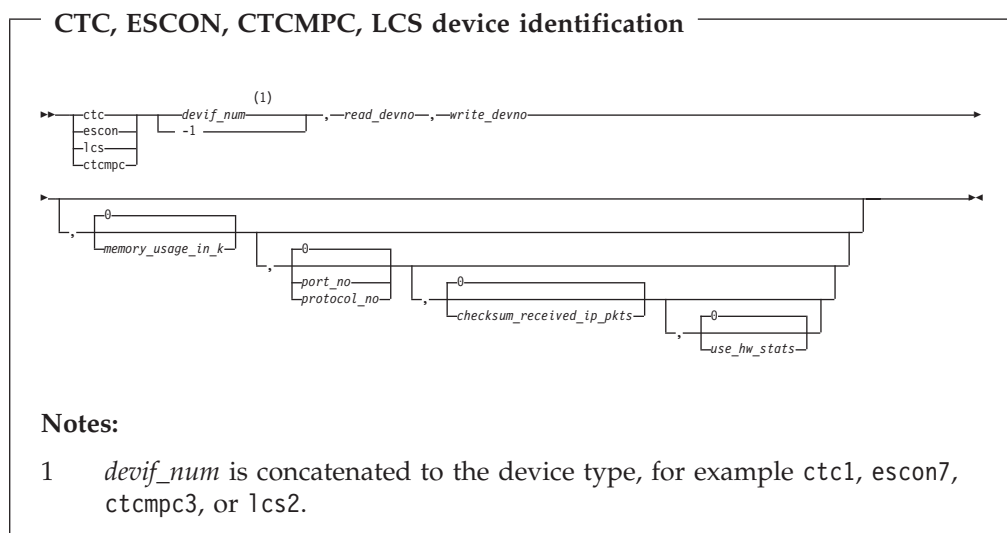 CTC, ESCON, CTCMPC, LCS device identification
(1)
ctc devif_num , read_devno , write_devno
escon -1
lcs
ctcmpc
0
, memory_usage_in_k
0
, port_no
protocol_no
0
, checksum_received_ip_pkts
0
, use_hw_stats
Notes:
1 devif_num is concatenated to the device type, for example ctc1, escon7,
ctcmpc3, or lcs2.